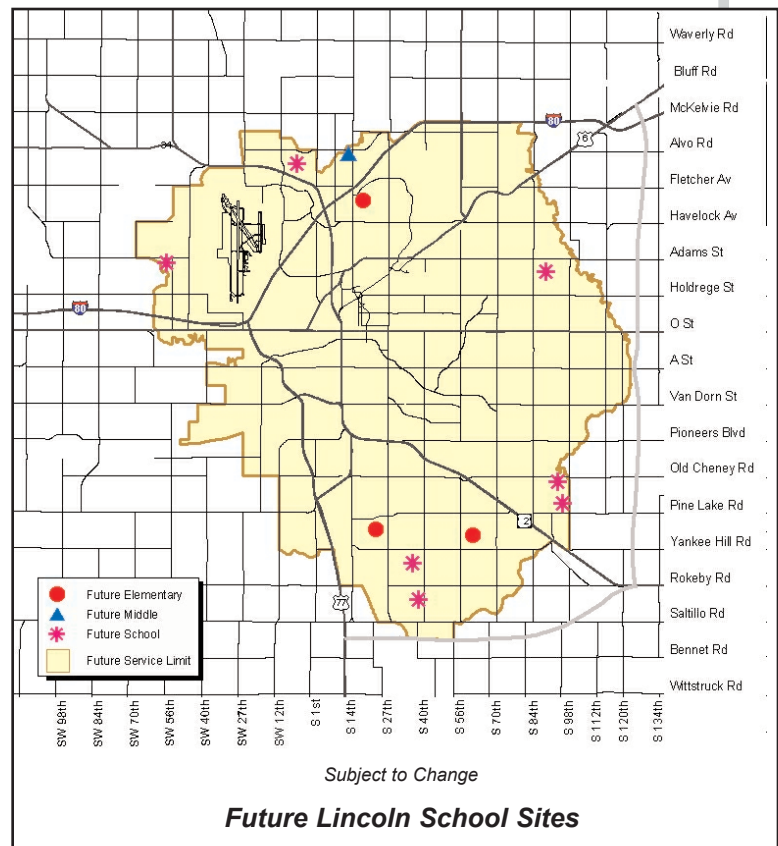 Waverly Rd
Bluff Rd
McKelvie Rd
80
6
Alvo Rd
34
Fletcher Av
Havelock Av
Adams St
Holdrege St
80
O St
A St
Van Dorn St
Pioneers Blvd
Old Cheney Rd
Pine Lake Rd
2
Yankee Hill Rd
Rokeby Rd
77
Saltillo Rd
Bennet Rd
Wittstruck Rd
Future Elementary
Future Middle
Future School
Future Service Limit
SW 98th
SW 84th
SW 70th
SW 56th
SW 40th
SW 27th
SW 12th
S 1st
S 14th
S 27th
S 40th
S 56th
S 70th
S 84th
S 98th
S 112th
S 120th
S 134th
Subject to Change
Future Lincoln School Sites